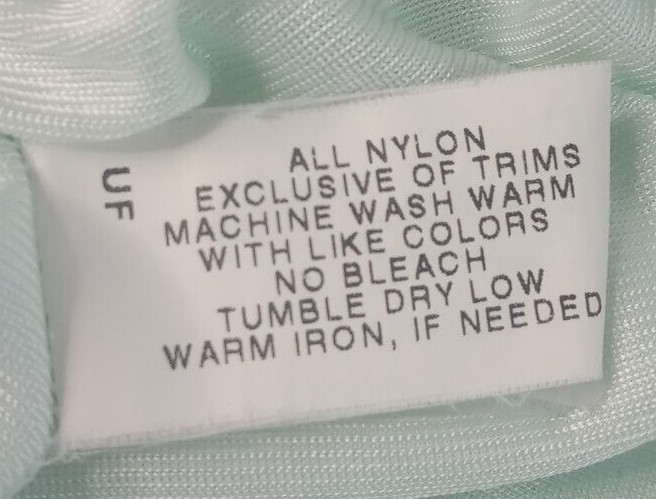 UF
ALL NYLON
EXCLUSIVE OF TRIMS
MACHINE WASH WARM
WITH LIKE COLORS
NO BLEACH
TUMBLE DRY LOW
WARM IRON, IF NEEDED